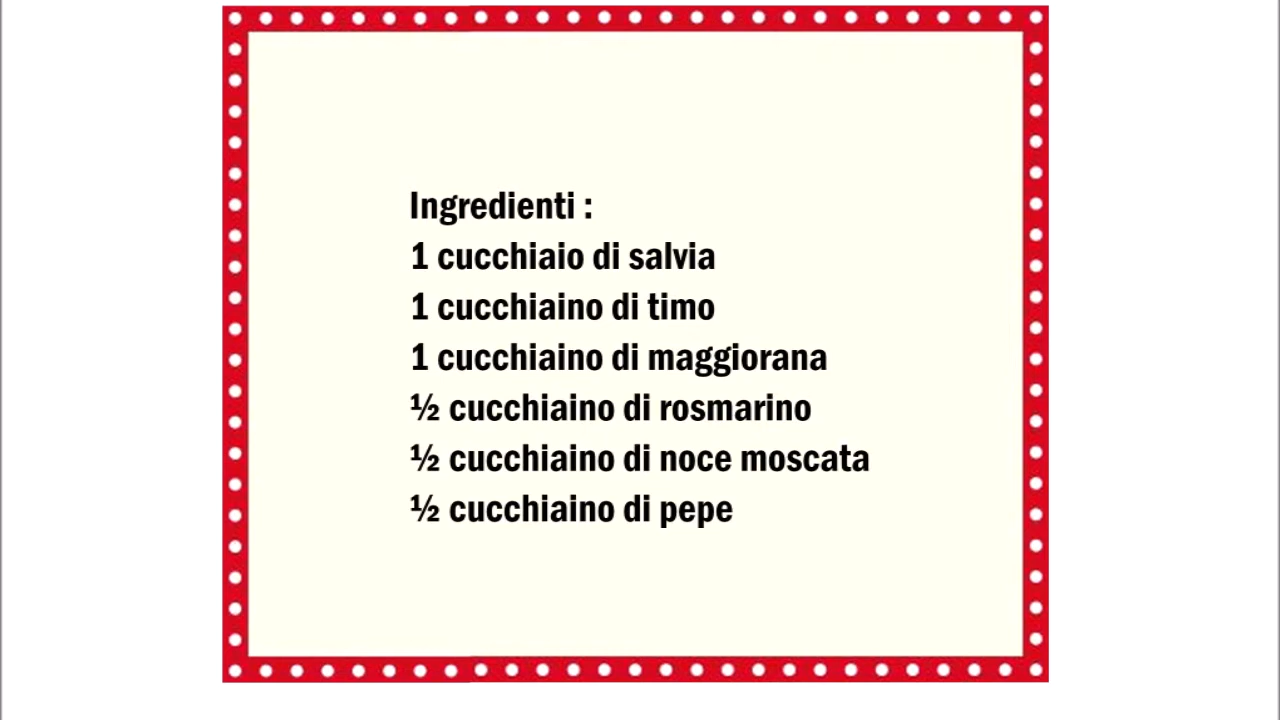 Ingredienti :
1 cucchiaio di salvia
1 cucchiaino di timo
1 cucchiaino di maggiorana
½ cucchiaino di rosmarino
½ cucchiaino di noce moscata
½ cucchiaino di pepe